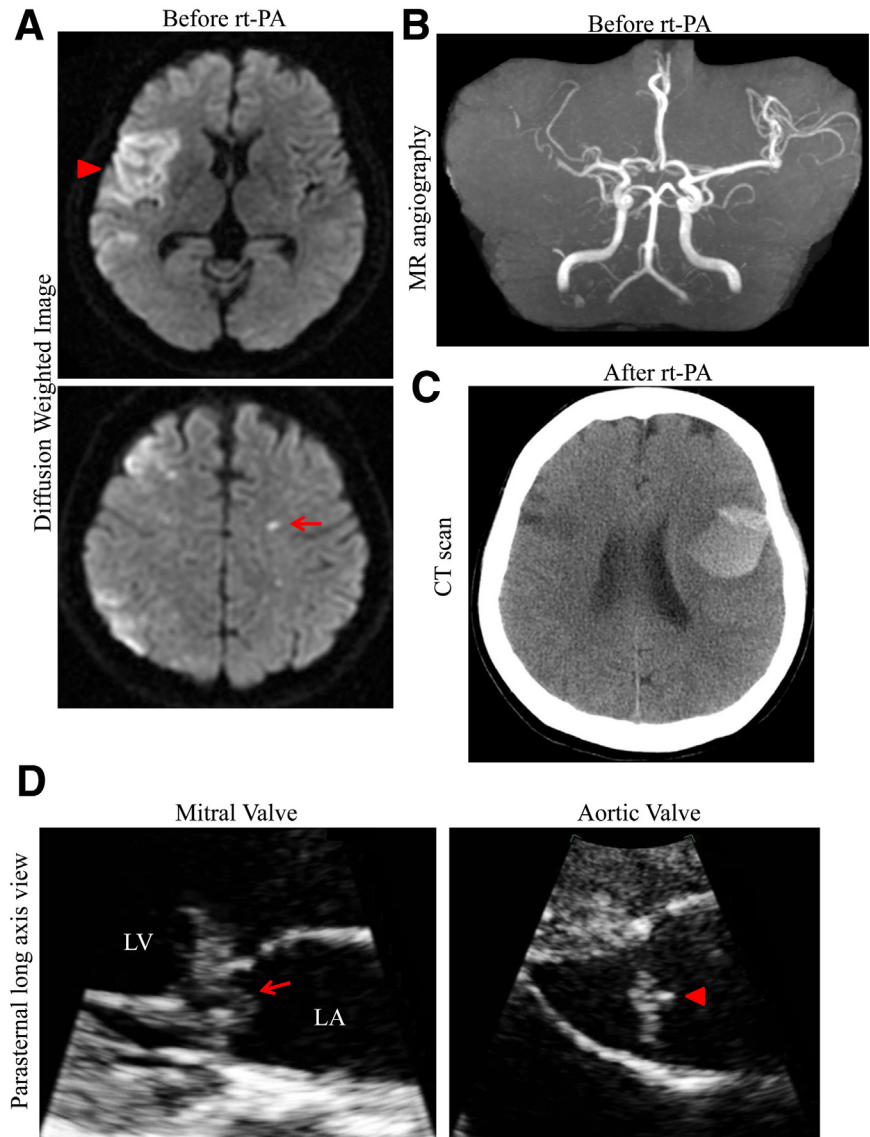 A
Before rt-PA
Diffusion Weighted Image
B
Before rt-PA
MR angiography
C
After rt-PA
CT scan
D
Mitral Valve
Aortic Valve
Parasternal long axis view
LV
LA